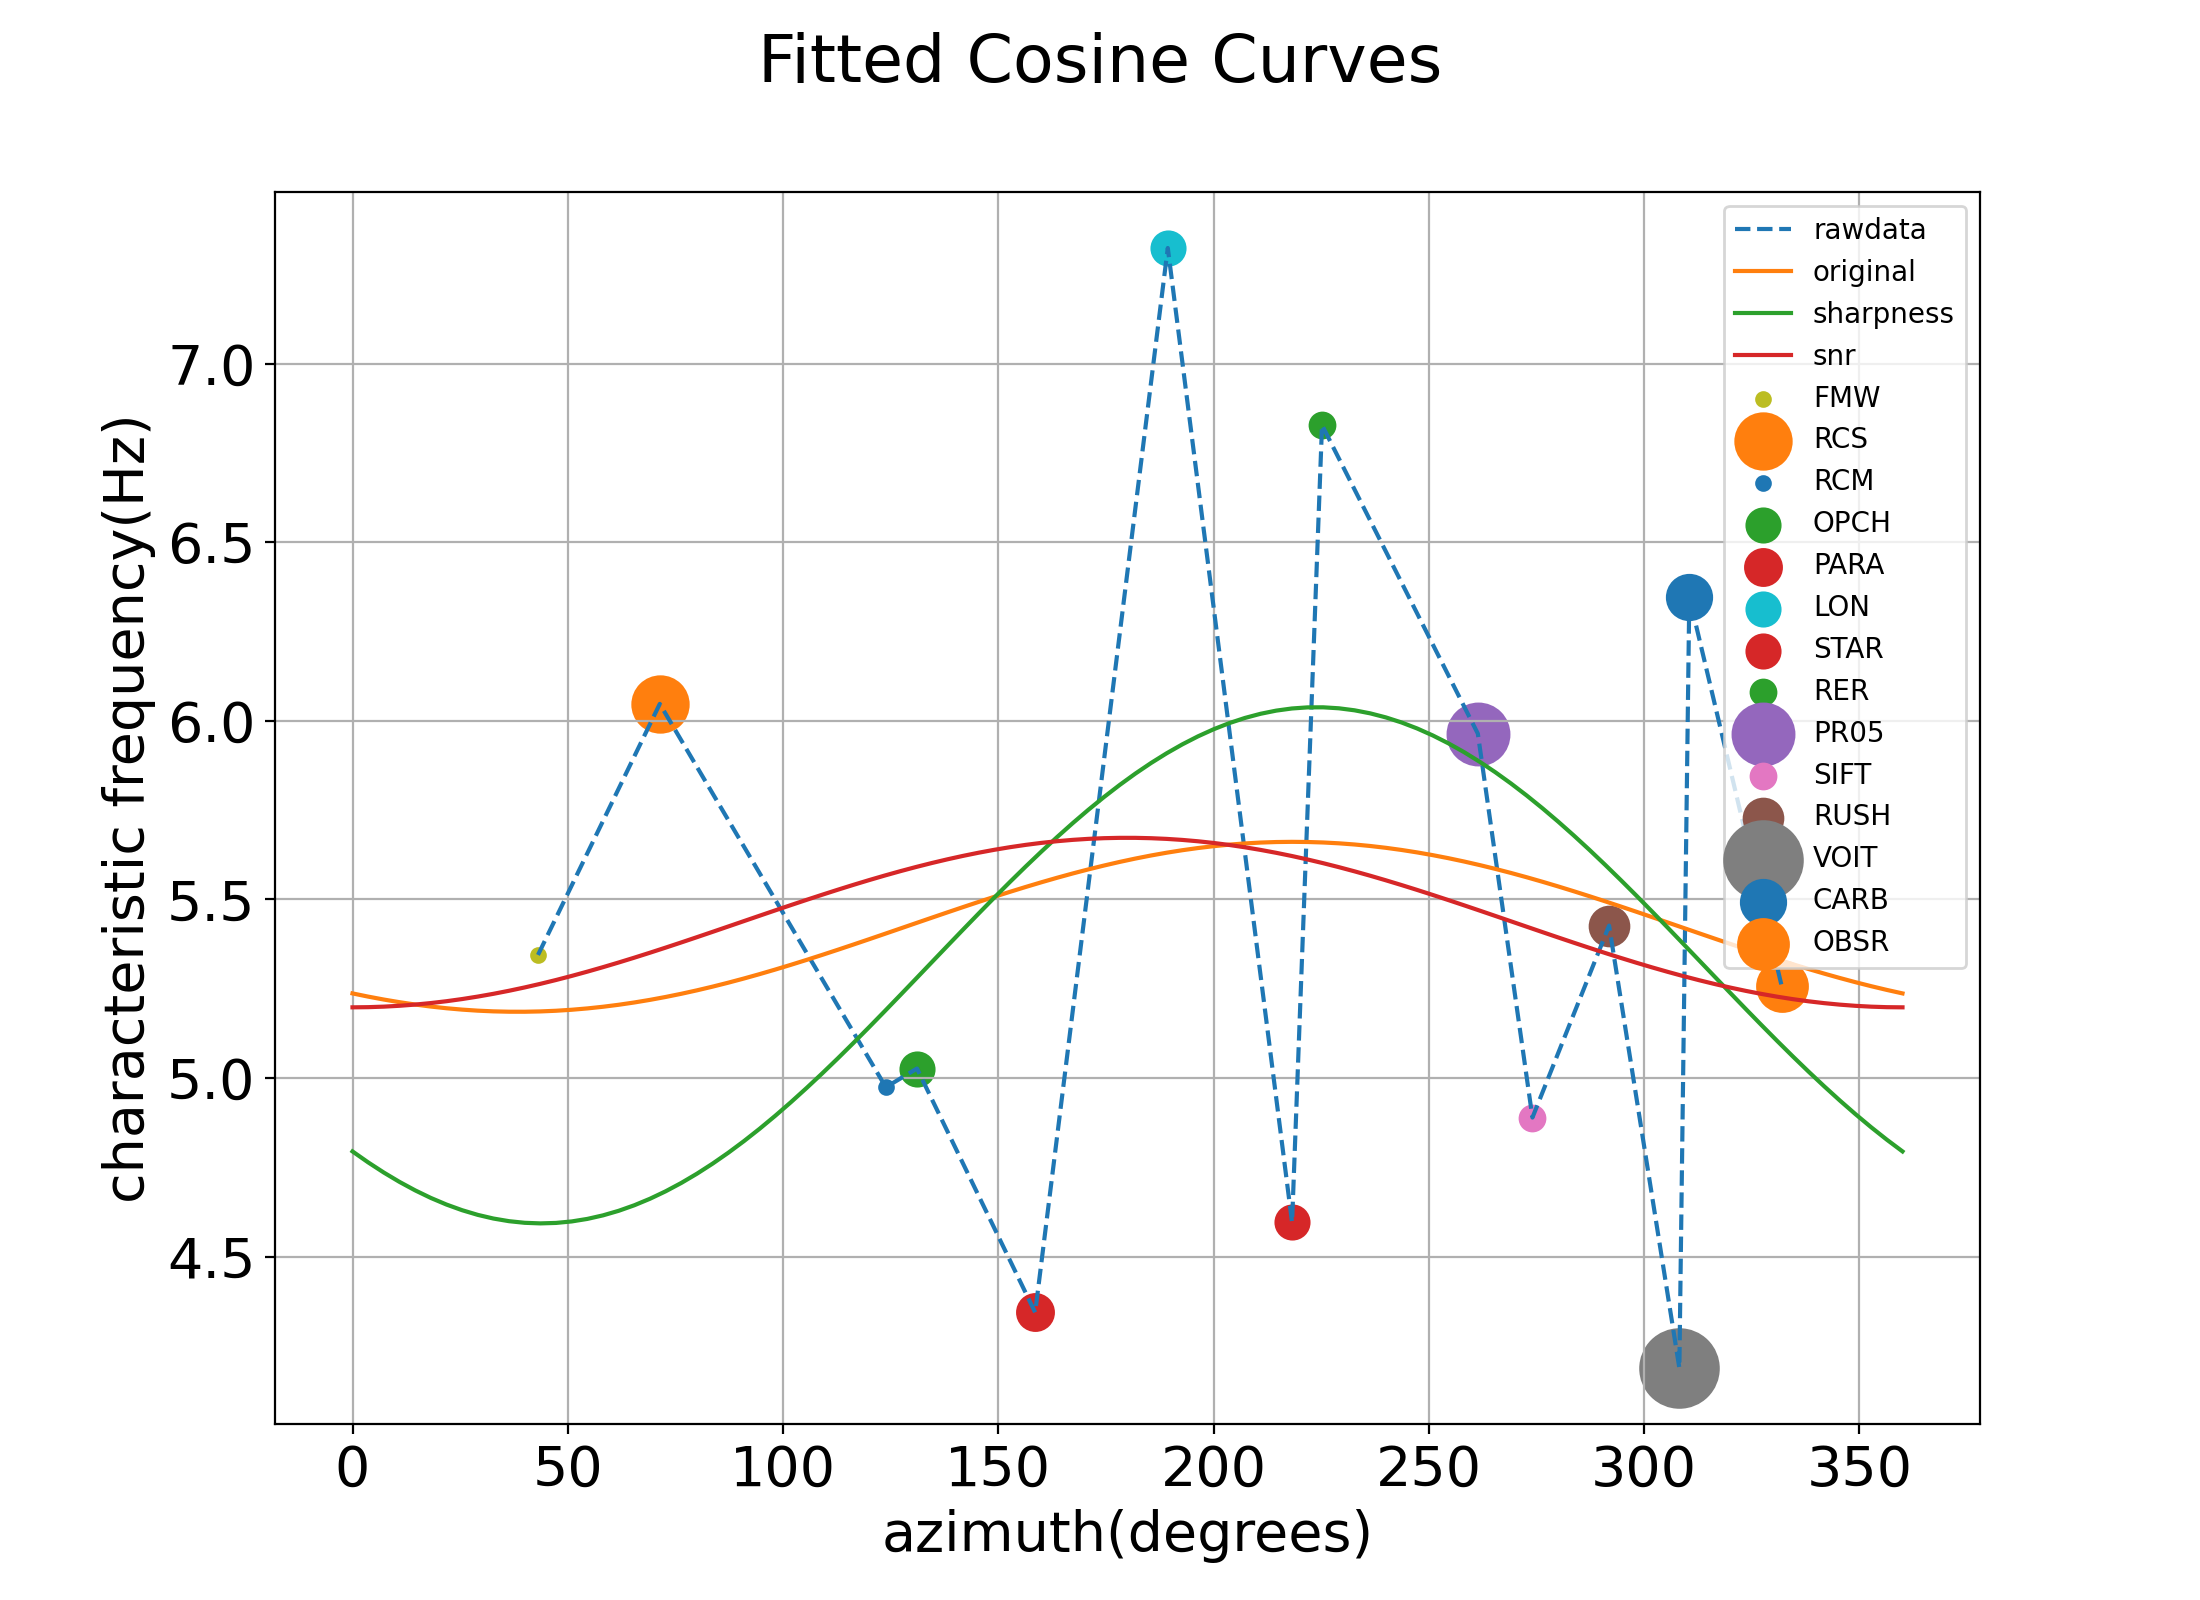 Fitted Cosine Curves
characteristic frequency(Hz)
7.0
6.5
6.0
5.5
5.0
4.5
0 50 100 150 200 250 300 350
azimuth(degrees)
rawdata
original
sharpness
snr
FMW
RCS
RCM
OPCH
PARA
LON
STAR
RER
PR05
SIFT
RUSH
VOIT
CARB
OBSR